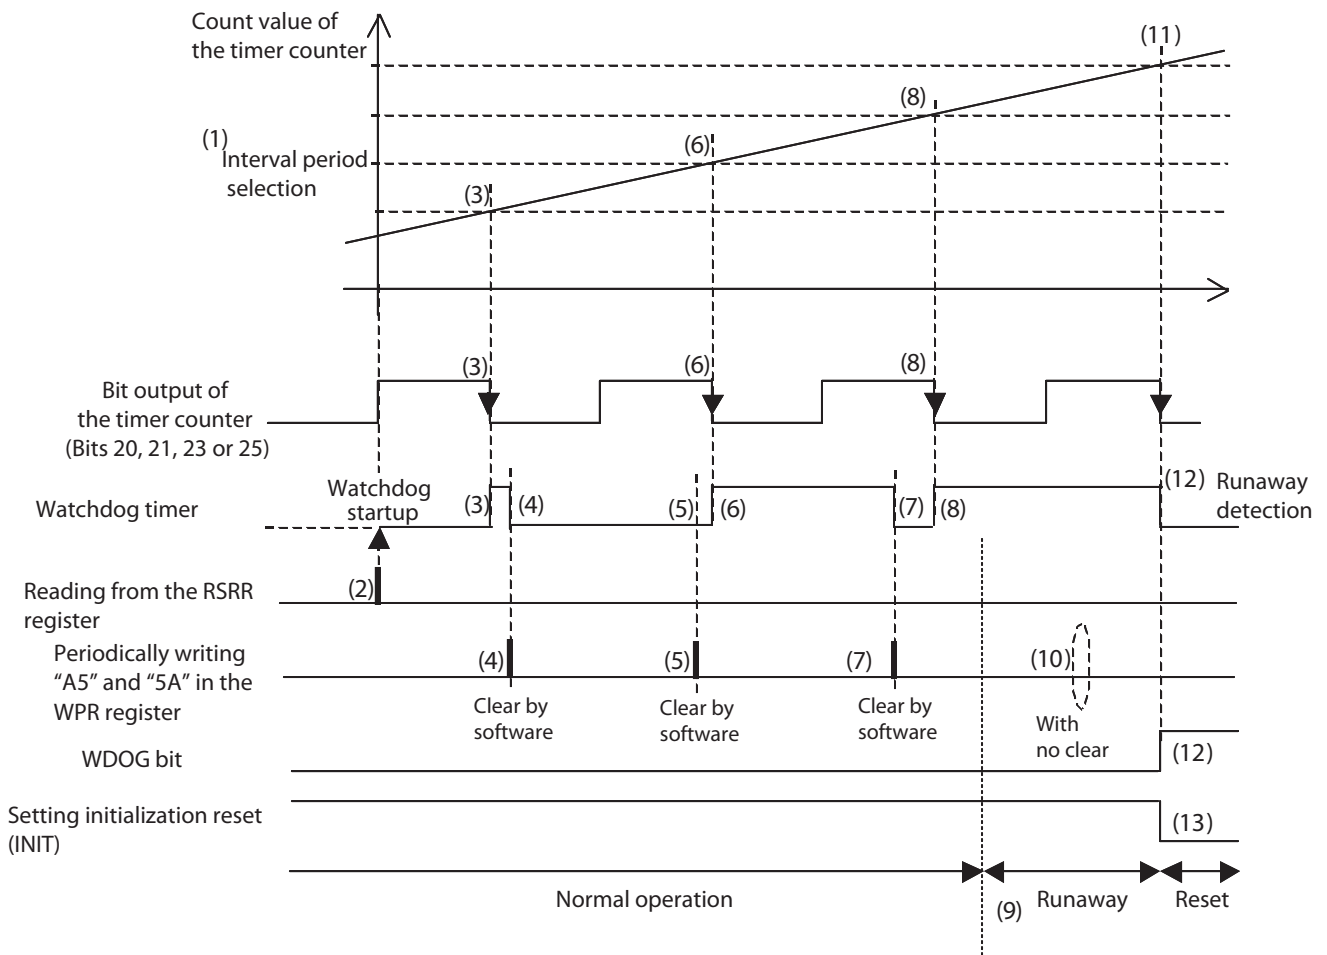 Count value of
the timer counter
(11)
(8)
(1)
Interval period
selection
(6)
(3)
(3)
(6)
(8)
Bit output of
the timer counter
(Bits 20, 21, 23 or 25)
Watchdog timer
Watchdog
startup
(3)
(4)
(5)
(6)
(7)
(8)
(12)
Runaway
detection
Reading from the RSRR
register
(2)
Periodically writing
“A5” and “5A” in the
WPR register
(4)
(5)
(7)
(10)
Clear by
software
Clear by
software
Clear by
software
With
no clear
WDOG bit
(12)
Setting initialization reset
(INIT)
(13)
Normal operation
(9)
Runaway
Reset